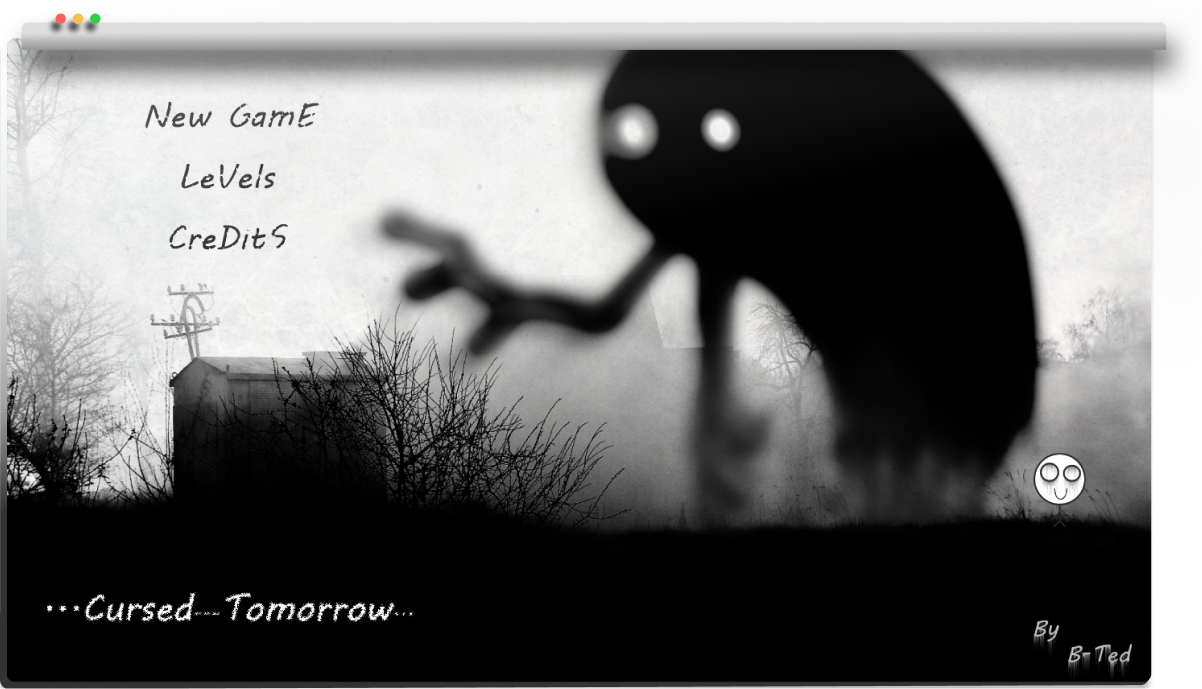 New GamE
LeVels
CreDitS
...Cursed---Tomorrow...
By
B-Ted